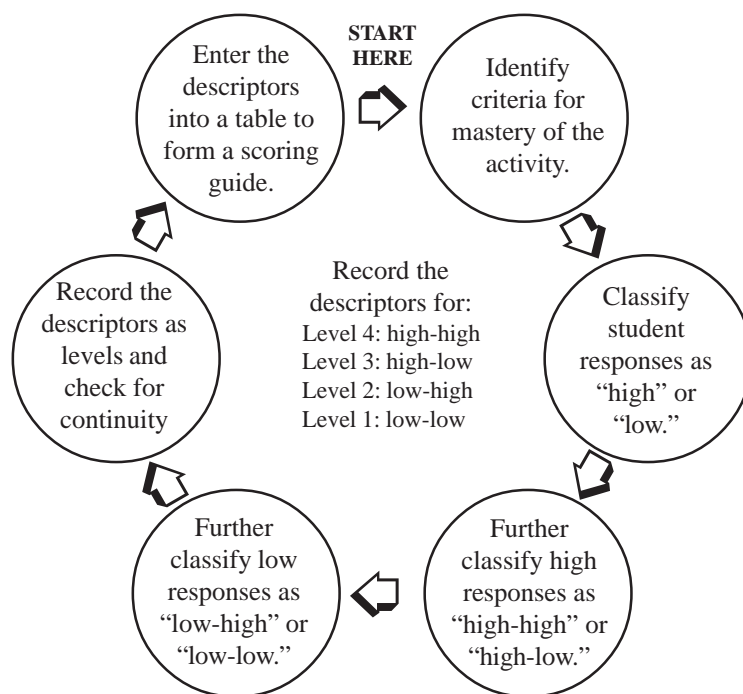 START
HERE
Identify
criteria for
mastery of the
activity.
Classify
student
responses as
“high” or
“low.”
Further
classify high
responses as
“high-high” or
“high-low.”
Further
classify low
responses as
“low-high” or
“low-low.”
Record the
descriptors as
levels and
check for
continuity
Enter the
descriptors
into a table to
form a scoring
guide.
Record the
descriptors for:
Level 4: high-high
Level 3: high-low
Level 2: low-high
Level 1: low-low